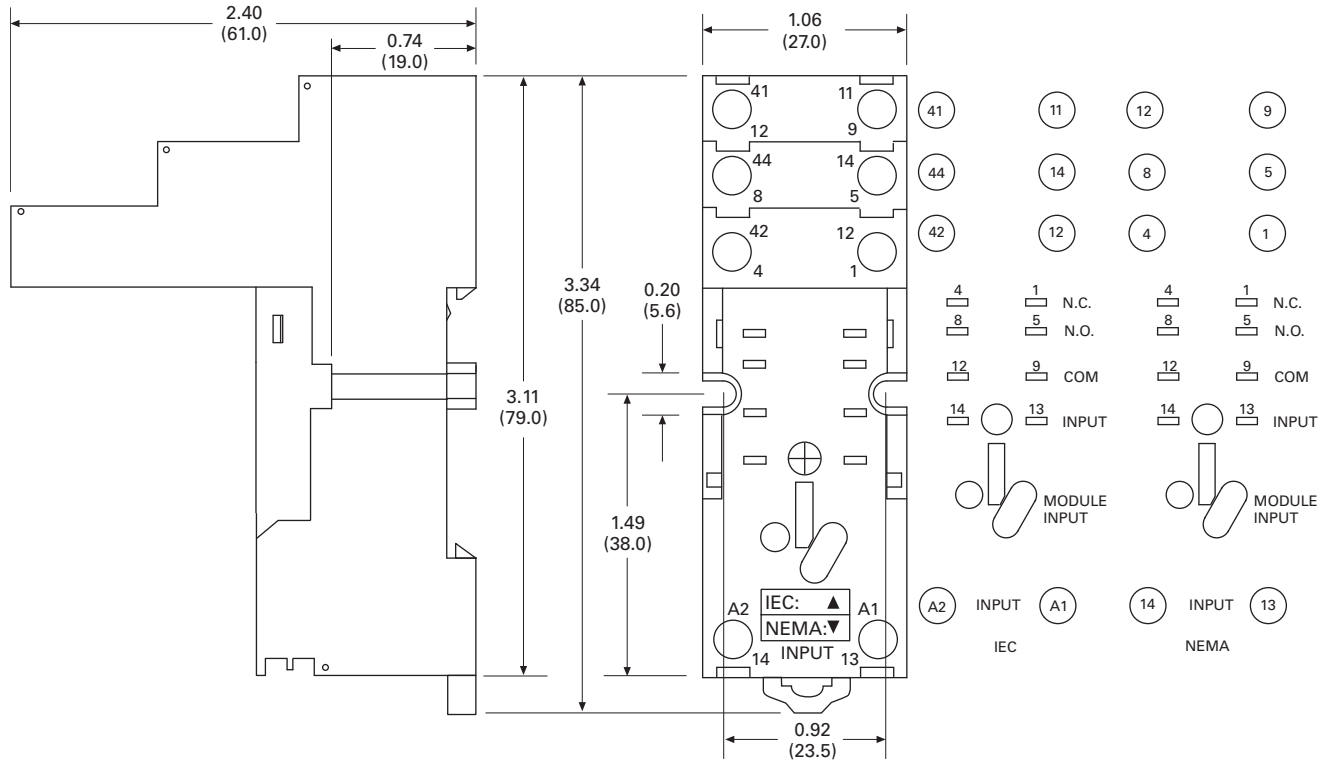 2.40
(61.0)
0.74
(19.0)
3.34
(85.0)
3.11
(79.0)
0.20
(5.6)
1.49
(38.0)
1.06
(27.0)
41 11
12 9
44 14
8 5
42 12
4 1
A2 IEC: ▲ A1
NEMA:▼
14 INPUT 13
0.92
(23.5)
41 11
44 14
42 12
4 1 N.C.
8 5 N.O.
12 9 COM
14 13 INPUT
MODULE
INPUT
A2 INPUT A1
IEC
12 9
8 5
4 1
4 1 N.C.
8 5 N.O.
12 9 COM
14 13 INPUT
MODULE
INPUT
14 INPUT 13
NEMA